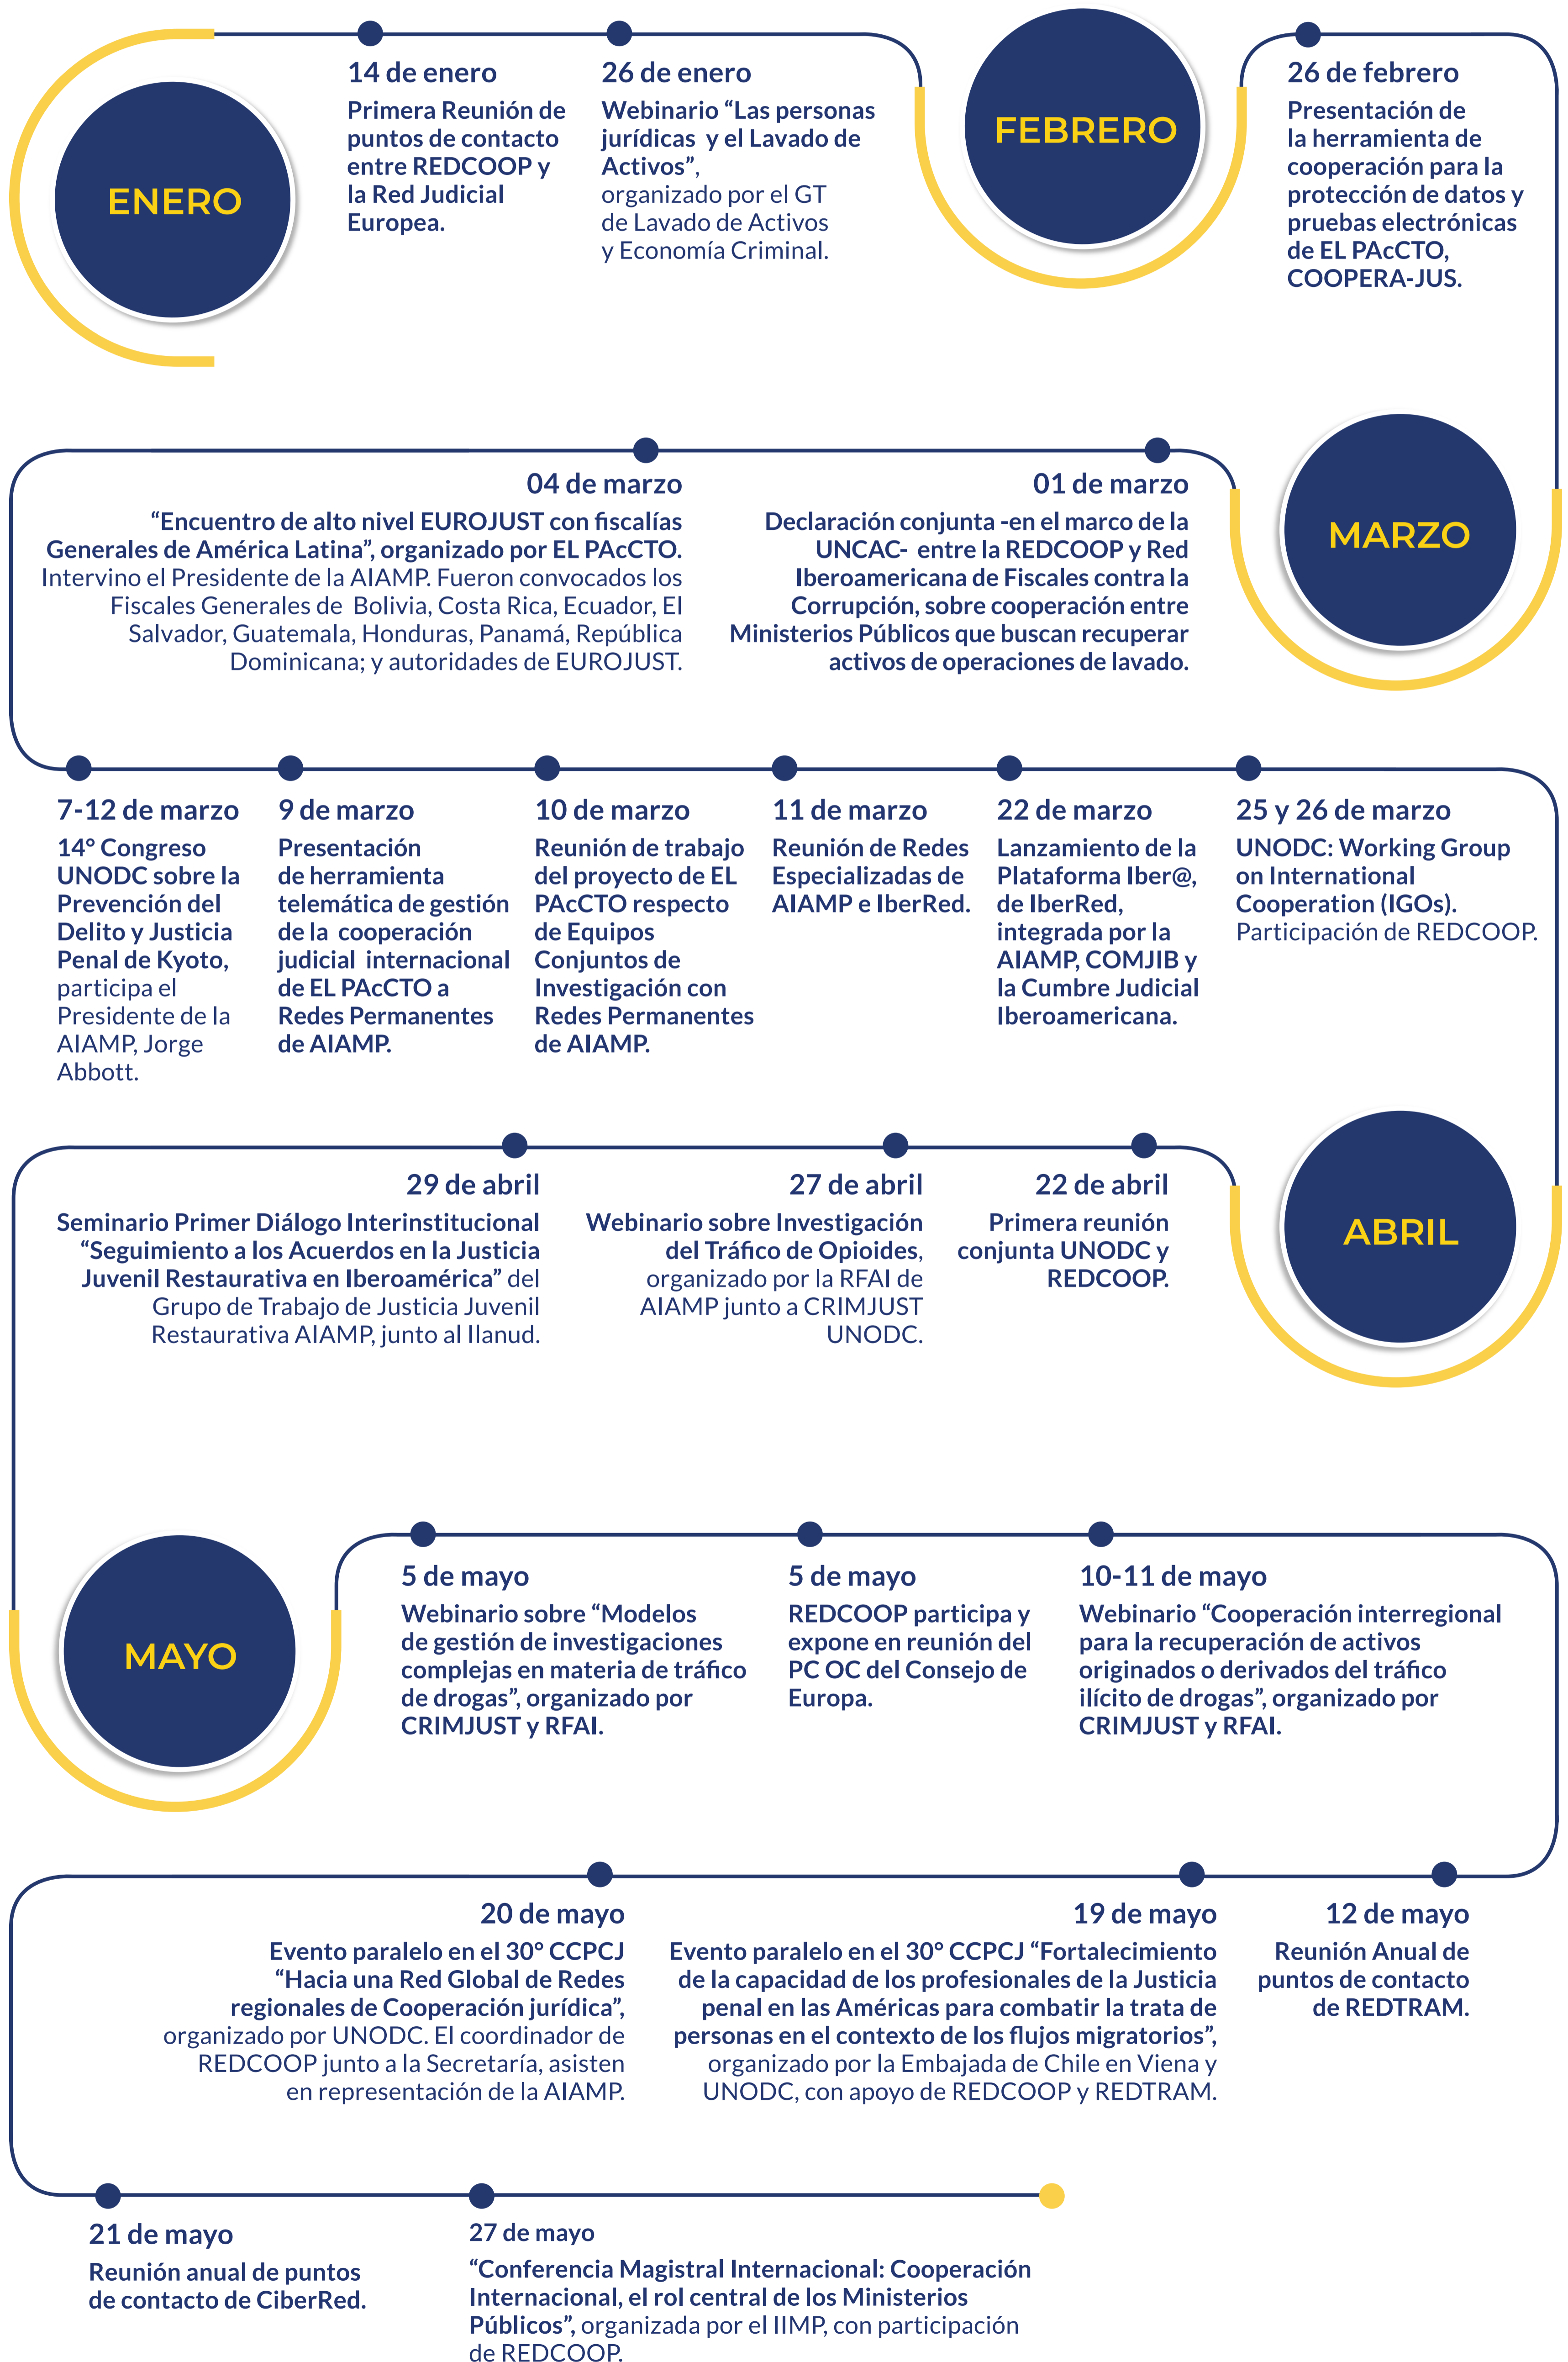 ENERO
14 de enero
Primera Reunión de
puntos de contacto
entre REDCOOP y
la Red Judicial
Europea.
26 de enero
Webinario “Las personas
jurídicas y el Lavado de
Activos”,
organizado por el GT
de Lavado de Activos
y Economía Criminal.
FEBRERO
26 de febrero
Presentación de
la herramienta de
cooperación para la
protección de datos y
pruebas electrónicas
de EL PAcCTO,
COOPERA-JUS.
MARZO
01 de marzo
Declaración conjunta -en el marco de la
UNCAC- entre la REDCOOP y Red
Iberoamericana de Fiscales contra la
Corrupción, sobre cooperación entre
Ministerios Públicos que buscan recuperar
activos de operaciones de lavado.
04 de marzo
“Encuentro de alto nivel EUROJUST con fiscalías
Generales de América Latina”, organizado por EL PAcCTO.
Intervino el Presidente de la AIAMP. Fueron convocados los
Fiscales Generales de Bolivia, Costa Rica, Ecuador, El
Salvador, Guatemala, Honduras, Panamá, República
Dominicana; y autoridades de EUROJUST.
7-12 de marzo
14° Congreso
UNODC sobre la
Prevención del
Delito y Justicia
Penal de Kyoto,
participa el
Presidente de la
AIAMP, Jorge
Abbott.
9 de marzo
Presentación
de herramienta
telemática de gestión
de la cooperación
judicial internacional
de EL PAcCTO a
Redes Permanentes
de AIAMP.
10 de marzo
Reunión de trabajo
del proyecto de EL
PAcCTO respecto
de Equipos
Conjuntos de
Investigación con
Redes Permanentes
de AIAMP.
11 de marzo
Reunión de Redes
Especializadas de
AIAMP e IberRed.
22 de marzo
Lanzamiento de la
Plataforma Iber@,
de IberRed,
integrada por la
AIAMP, COMJIB y
la Cumbre Judicial
Iberoamericana.
25 y 26 de marzo
UNODC: Working Group
on International
Cooperation (IGOs).
Participación de REDCOOP.
ABRIL
22 de abril
Primera reunión
conjunta UNODC y
REDCOOP.
27 de abril
Webinario sobre Investigación
del Tráfico de Opioides,
organizado por la RFAI de
AIAMP junto a CRIMJUST
UNODC.
29 de abril
Seminario Primer Diálogo Interinstitucional
“Seguimiento a los Acuerdos en la Justicia
Juvenil Restaurativa en Iberoamérica” del
Grupo de Trabajo de Justicia Juvenil
Restaurativa AIAMP, junto al Ilanud.
MAYO
5 de mayo
Webinario sobre “Modelos
de gestión de investigaciones
complejas en materia de tráfico
de drogas”, organizado por
CRIMJUST y RFAI.
5 de mayo
REDCOOP participa y
expone en reunión del
PC OC del Consejo de
Europa.
10-11 de mayo
Webinario “Cooperación interregional
para la recuperación de activos
originados o derivados del tráfico
ilícito de drogas”, organizado por
CRIMJUST y RFAI.
12 de mayo
Reunión Anual de
puntos de contacto
de REDTRAM.
19 de mayo
Evento paralelo en el 30° CCPCJ “Fortalecimiento
de la capacidad de los profesionales de la Justicia
penal en las Américas para combatir la trata de
personas en el contexto de los flujos migratorios”,
organizado por la Embajada de Chile en Viena y
UNODC, con apoyo de REDCOOP y REDTRAM.
20 de mayo
Evento paralelo en el 30° CCPCJ
“Hacia una Red Global de Redes
regionales de Cooperación jurídica”,
organizado por UNODC. El coordinador de
REDCOOP junto a la Secretaría, asisten
en representación de la AIAMP.
21 de mayo
Reunión anual de puntos
de contacto de CiberRed.
27 de mayo
“Conferencia Magistral Internacional: Cooperación
Internacional, el rol central de los Ministerios
Públicos”, organizada por el IIMP, con participación
de REDCOOP.